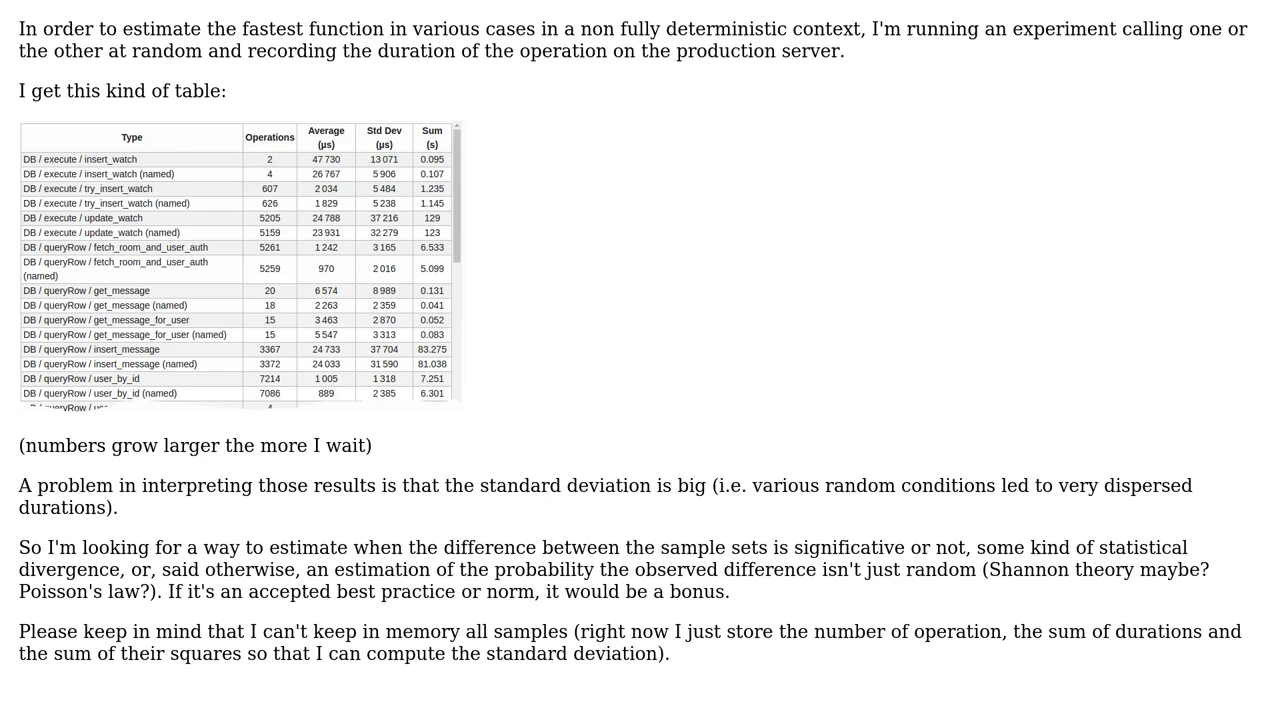 In order to estimate the fastest function in various cases in a non fully deterministic context, I'm running an experiment calling one or
the other at random and recording the duration of the operation on the production server.
I get this kind of table:
Type Operations Average (µs) Std Dev (µs) Sum (s)
DB / execute / insert_watch 2 47 730 13 071 0.095
DB / execute / insert_watch (named) 4 26 767 5 906 0.107
DB / execute / try_insert_watch 607 2 034 5 484 1.235
DB / execute / try_insert_watch (named) 626 1 829 5 238 1.145
DB / execute / update_watch 5205 24 788 37 216 129
DB / execute / update_watch (named) 5159 23 931 32 279 123
DB / queryRow / fetch_room_and_user_auth 5261 1 242 3 165 6.533
DB / queryRow / fetch_room_and_user_auth
(named) 5259 970 2 016 5.099
DB / queryRow / get_message 20 6 574 8 989 0.131
DB / queryRow / get_message (named) 18 2 263 2 359 0.041
DB / queryRow / get_message_for_user 15 3 463 2 870 0.052
DB / queryRow / get_message_for_user (named) 15 5 547 3 313 0.083
DB / queryRow / insert_message 3367 24 733 37 704 83.275
DB / queryRow / insert_message (named) 3372 24 033 31 590 81.038
DB / queryRow / user_by_id 7214 1 005 1 318 7.251
DB / queryRow / user_by_id (named) 7086 889 2 385 6.301
(numbers grow larger the more I wait)
A problem in interpreting those results is that the standard deviation is big (i.e. various random conditions led to very dispersed
durations).
So I'm looking for a way to estimate when the difference between the sample sets is significative or not, some kind of statistical
divergence, or, said otherwise, an estimation of the probability the observed difference isn't just random (Shannon theory maybe?
Poisson's law?). If it's an accepted best practice or norm, it would be a bonus.
Please keep in mind that I can't keep in memory all samples (right now I just store the number of operation, the sum of durations and
the sum of their squares so that I can compute the standard deviation).